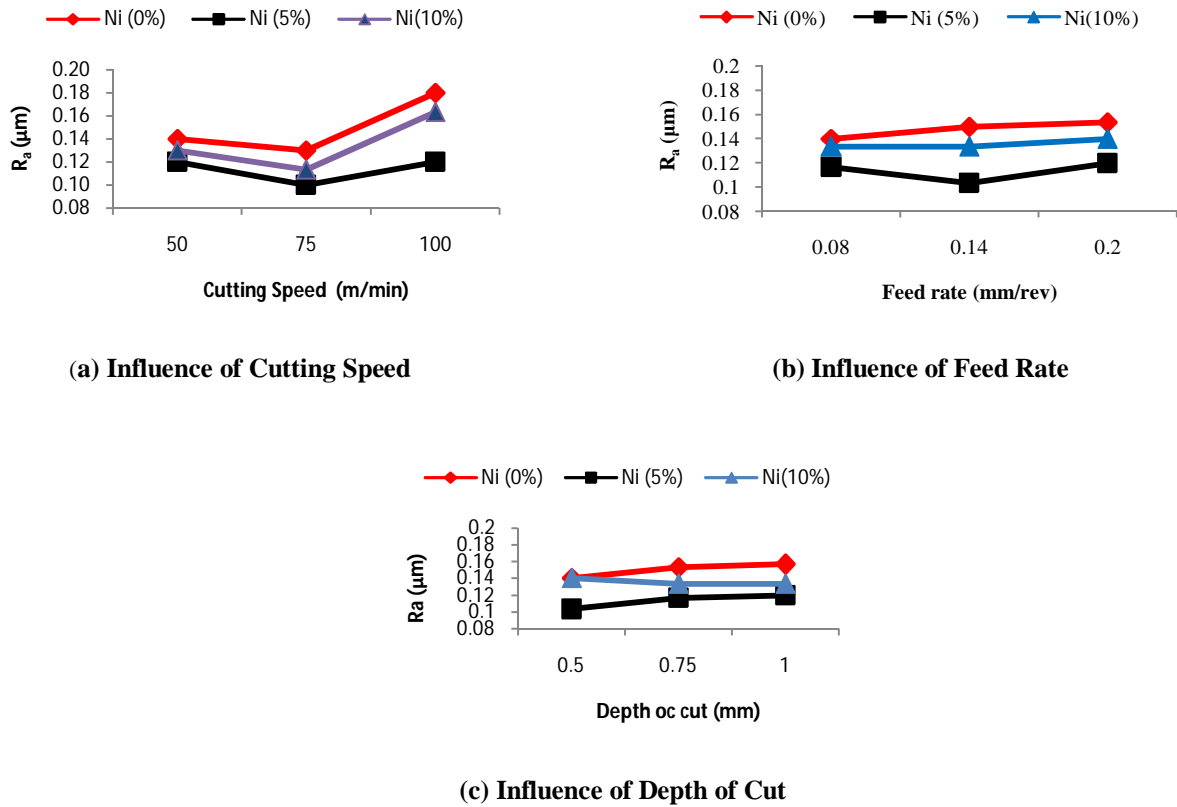 Ni (0%) Ni (5%) Ni(10%)
0.20
0.18
0.16
0.14
0.12
0.10
0.08
Ra (µm)
50 75 100
Cutting Speed (m/min)
(a) Influence of Cutting Speed
Ni (0%) Ni (5%) Ni(10%)
0.2
0.18
0.16
0.14
0.12
0.1
0.08
Ra (µm)
0.08 0.14 0.2
Feed rate (mm/rev)
(b) Influence of Feed Rate
Ni (0%) Ni (5%) Ni(10%)
0.2
0.18
0.16
0.14
0.12
0.1
0.08
Ra (µm)
0.5 0.75 1
Depth oc cut (mm)
(c) Influence of Depth of Cut